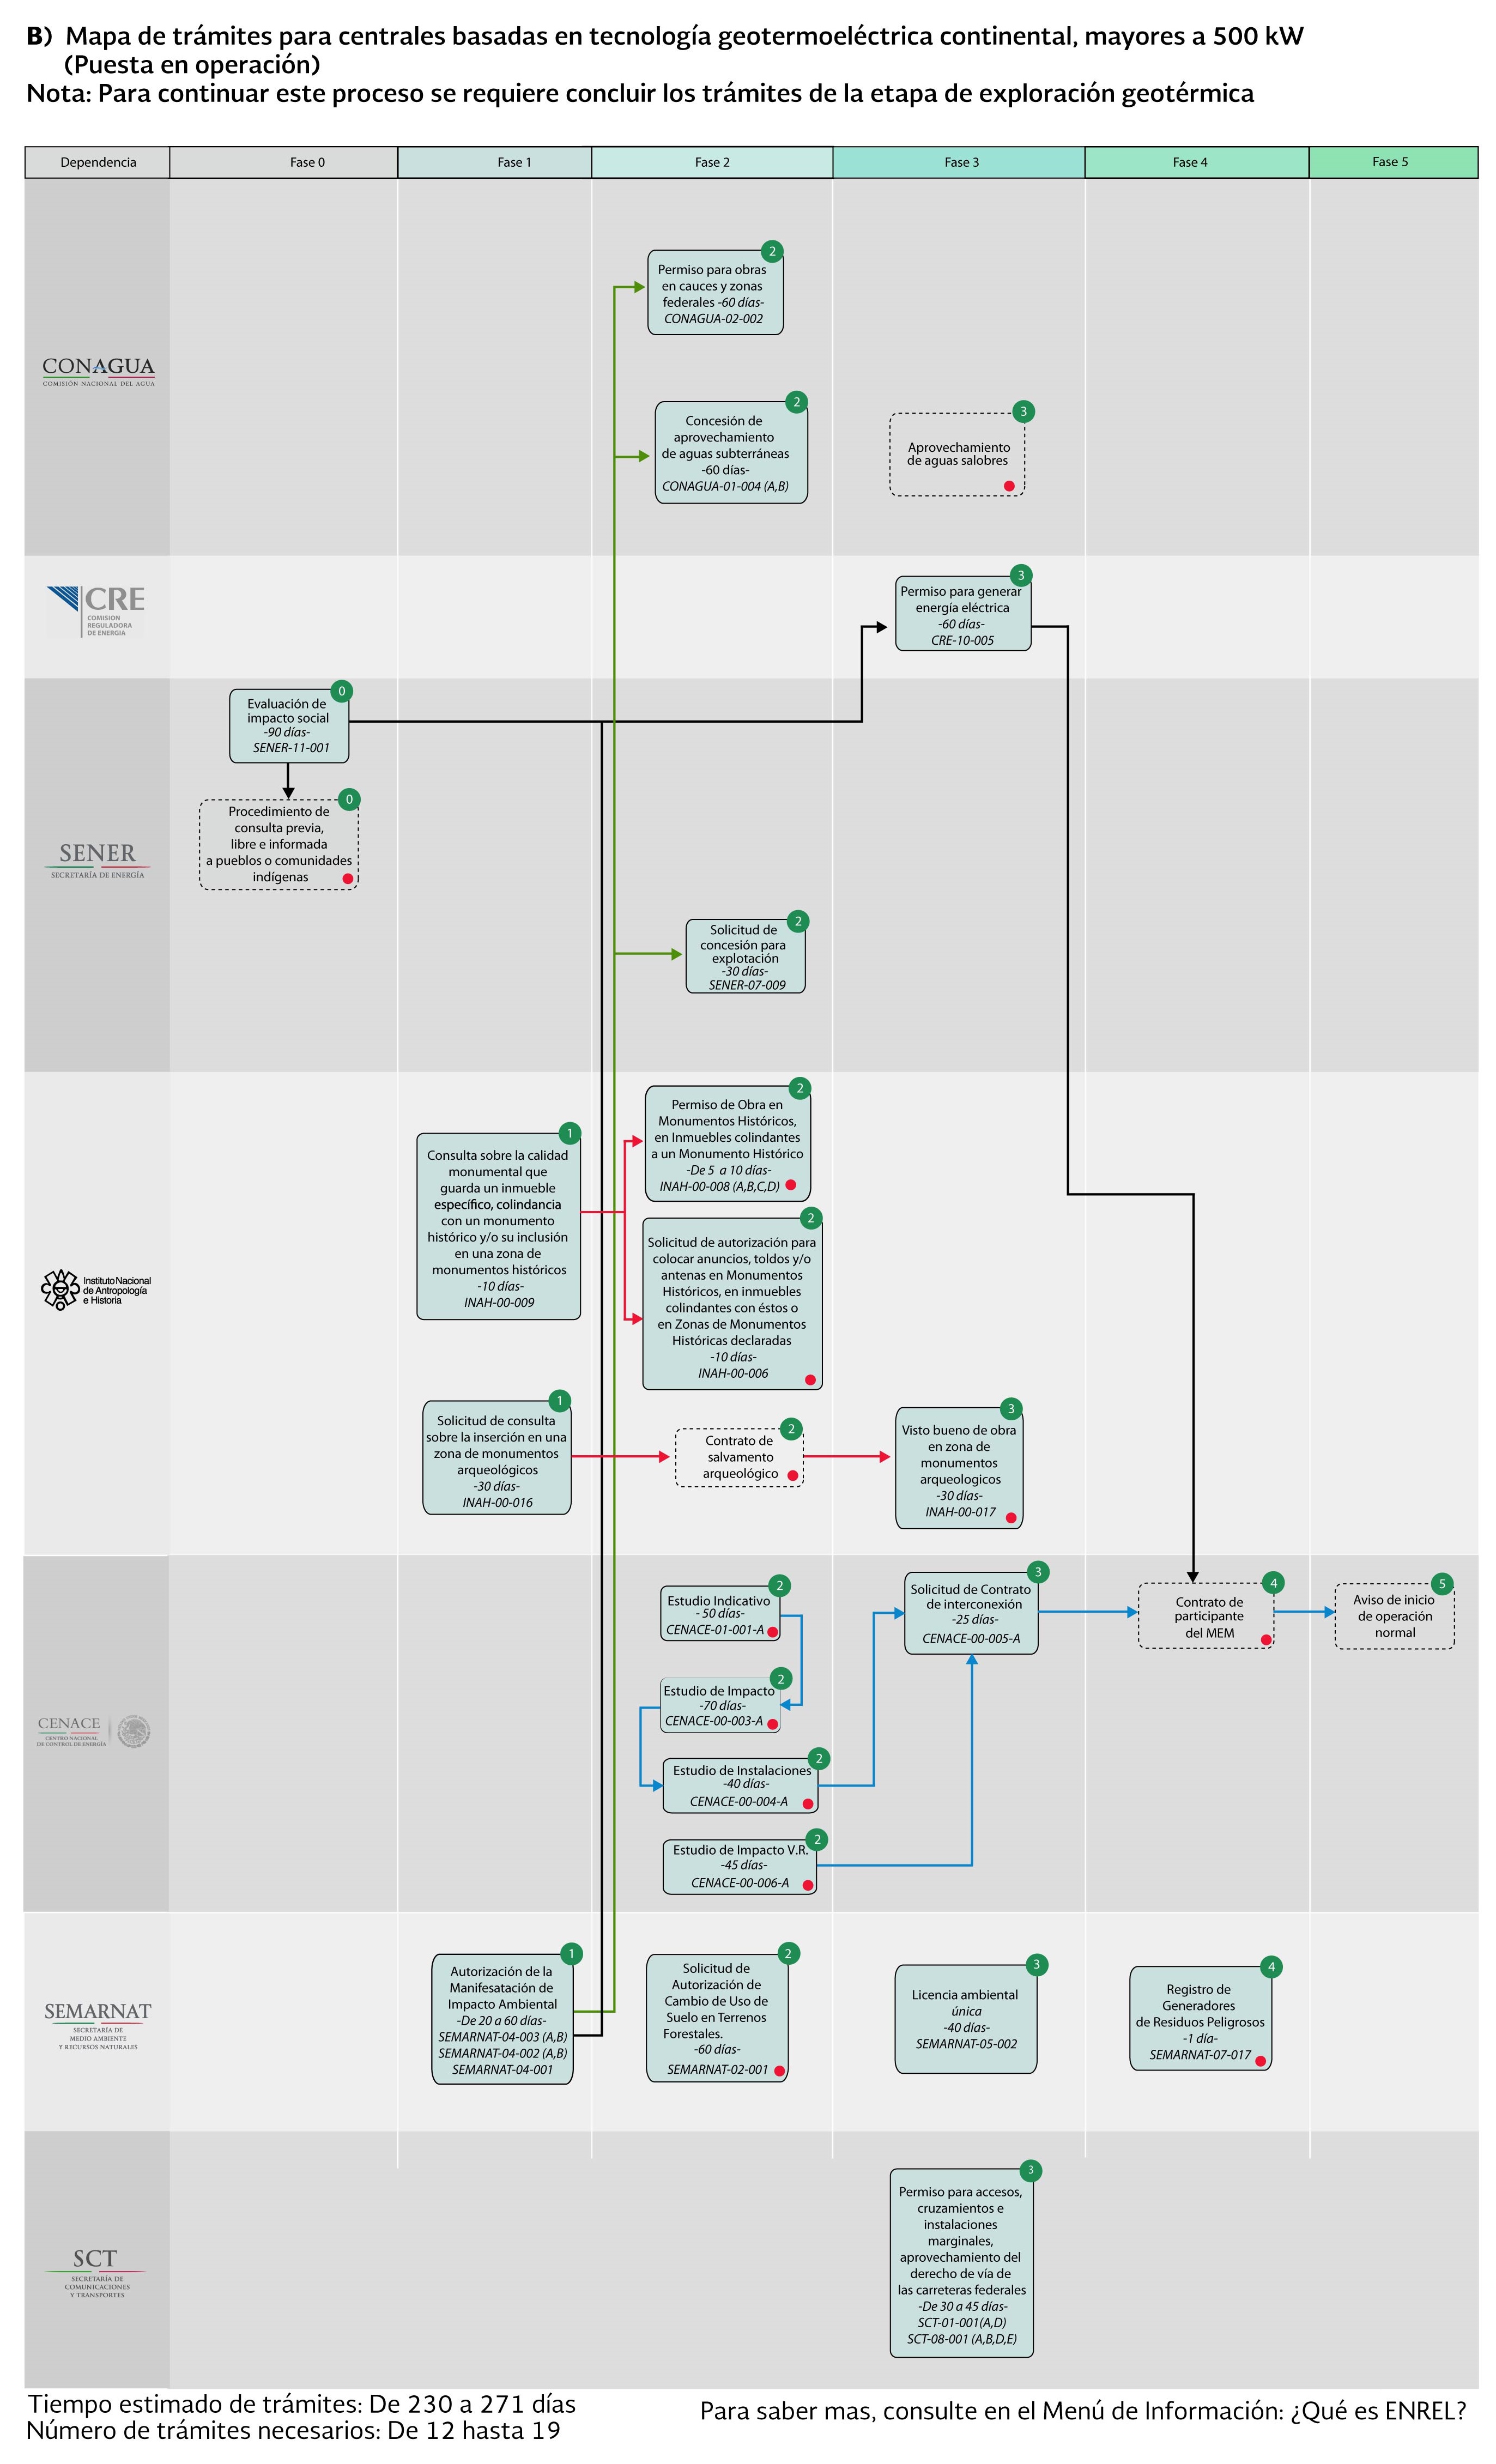 B) Mapa de trámites para centrales basadas en tecnología geotermoeléctrica continental, mayores a 500 kW
(Puesta en operación)
Nota: Para continuar este proceso se requiere concluir los trámites de la etapa de exploración geotérmica
Dependencia
Fase 0
Fase 1
Fase 2
Fase 3
Fase 4
Fase 5
CONAGUA
COMISIÓN NACIONAL DEL AGUA
2
Permiso para obras
en cauces y zonas
federales -60 días-
CONAGUA-02-002
2
Concesión de
aprovechamiento
de aguas subterráneas
-60 días-
CONAGUA-01-004 (A,B)
3
Aprovechamiento
de aguas salobres
CRE
COMISION
REGULADORA
DE ENERGIA
3
Permiso para generar
energía eléctrica
-60 días-
CRE-10-005
SENER
SECRETARÍA DE ENERGÍA
0
Evaluación de
impacto social
-90 días-
SENER-11-001
0
Procedimiento de
consulta previa,
libre e informada
a pueblos o comunidades
indígenas
2
Solicitud de
concesión para
explotación
-30 días-
SENER-07-009
Instituto Nacional
de Antropología
e Historia
1
Consulta sobre la calidad
monumental que
guarda un inmueble
específico, colindancia
con un monumento
histórico y/o su inclusión
en una zona de
monumentos históricos
-10 días-
INAH-00-009
2
Permiso de Obra en
Monumentos Históricos,
en Inmuebles colindantes
a un Monumento Histórico
-De 5 a 10 días-
INAH-00-008 (A,B,C,D)
2
Solicitud de autorización para
colocar anuncios, toldos y/o
antenas en Monumentos
Históricos, en inmuebles
colindantes con éstos o
en Zonas de Monumentos
Históricas declaradas
-10 días-
INAH-00-006
1
Solicitud de consulta
sobre la inserción en una
zona de monumentos
arqueológicos
-30 días-
INAH-00-016
2
Contrato de
salvamento
arqueológico
3
Visto bueno de obra
en zona de
monumentos
arqueologicos
-30 días-
INAH-00-017
CENACE
CENTRO NACIONAL
DE CONTROL DE ENERGÍA
2
Estudio Indicativo
- 50 días-
CENACE-01-001-A
2
Estudio de Impacto
-70 días-
CENACE-00-003-A
2
Estudio de Instalaciones
-40 días-
CENACE-00-004-A
2
Estudio de Impacto V.R.
-45 días-
CENACE-00-006-A
3
Solicitud de Contrato
de interconexión
-25 días-
CENACE-00-005-A
4
Contrato de
participante
del MEM
5
Aviso de inicio
de operación
normal
SEMARNAT
SECRETARÍA DE
MEDIO AMBIENTE
Y RECURSOS NATURALES
1
Autorización de la
Manifesatación de
Impacto Ambiental
-De 20 a 60 días-
SEMARNAT-04-003 (A,B)
SEMARNAT-04-002 (A,B)
SEMARNAT-04-001
2
Solicitud de
Autorización de
Cambio de Uso de
Suelo en Terrenos
Forestales.
-60 días-
SEMARNAT-02-001
3
Licencia ambiental
única
-40 días-
SEMARNAT-05-002
4
Registro de
Generadores
de Residuos Peligrosos
-1 día-
SEMARNAT-07-017
SCT
SECRETARÍA DE
COMUNICACIONES
Y TRANSPORTES
3
Permiso para accesos,
cruzamientos e
instalaciones
marginales,
aprovechamiento del
derecho de vía de
las carreteras federales
-De 30 a 45 días-
SCT-01-001(A,D)
SCT-08-001 (A,B,D,E)
Tiempo estimado de trámites: De 230 a 271 días
Número de trámites necesarios: De 12 hasta 19
Para saber mas, consulte en el Menú de Información: ¿Qué es ENREL?